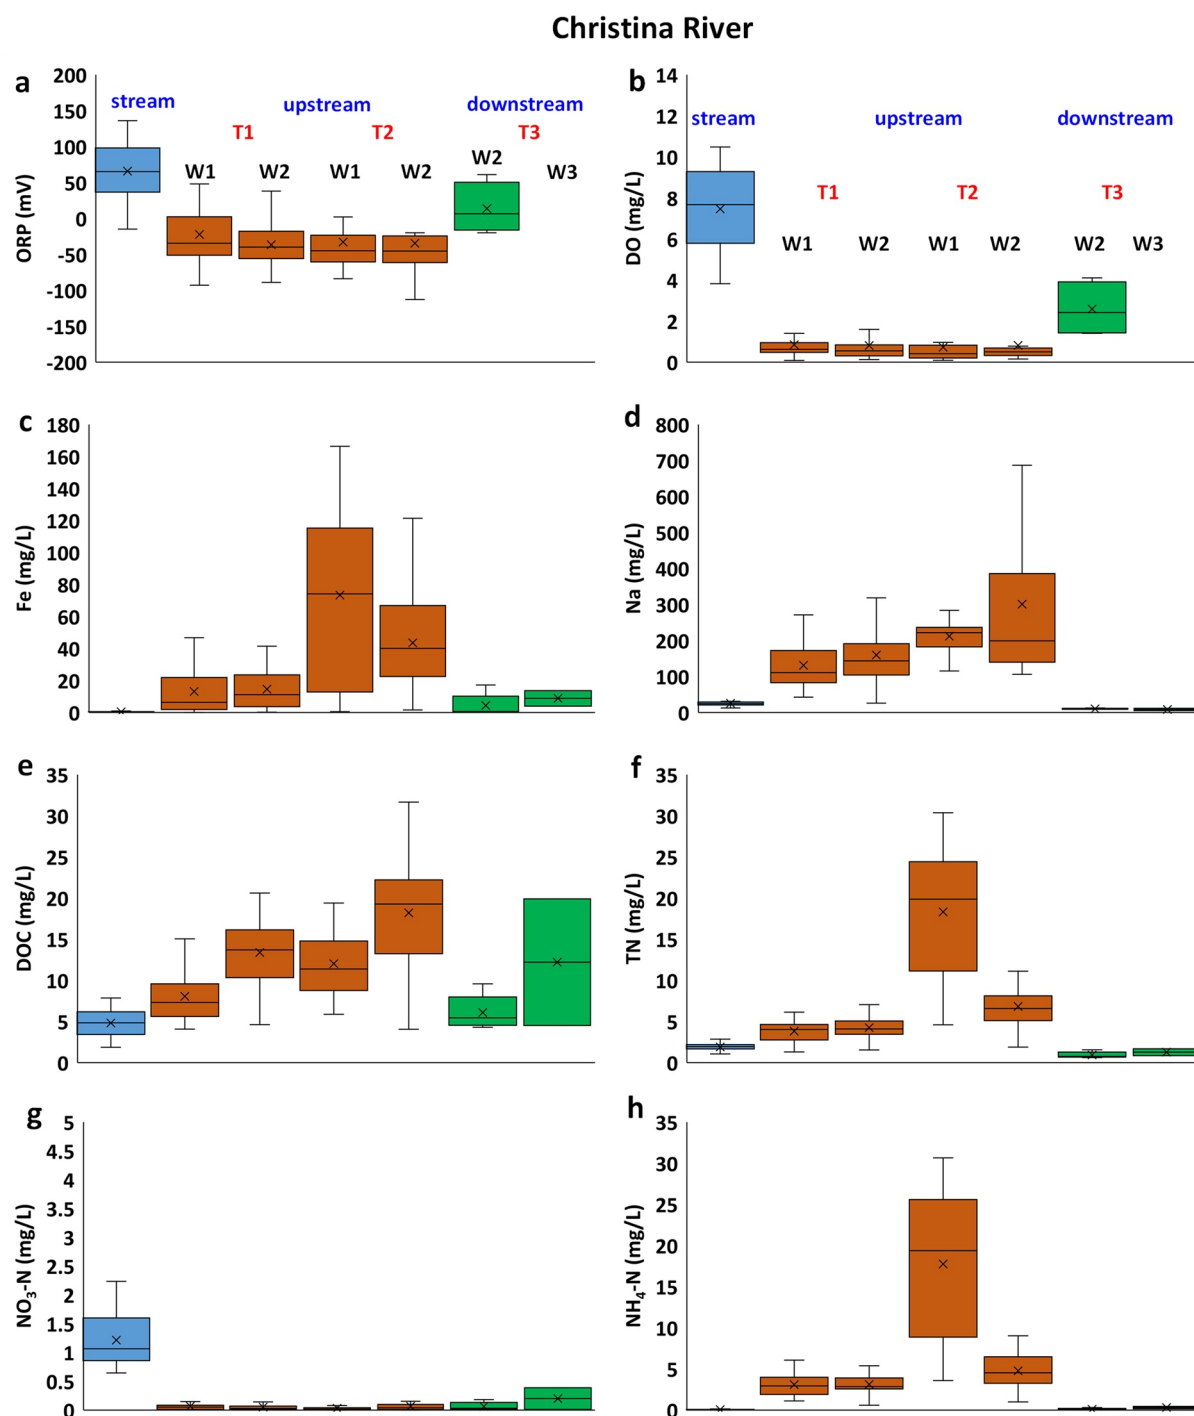 Christina River
a
200
150
100
50
0
-50
-100
-150
-200
ORP (mV)
stream
upstream
downstream
T1
T2
T3
W1
W2
W1
W2
W2
W3
b
14
12
10
8
6
4
2
0
DO (mg/L)
stream
upstream
downstream
T1
T2
T3
W1
W2
W1
W2
W2
W3
c
180
160
140
120
100
80
60
40
20
0
Fe (mg/L)
d
800
700
600
500
400
300
200
100
0
Na (mg/L)
e
35
30
25
20
15
10
5
0
DOC (mg/L)
f
35
30
25
20
15
10
5
0
TN (mg/L)
g
5
4.5
4
3.5
3
2.5
2
1.5
1
0.5
0
NO₃-N (mg/L)
h
35
30
25
20
15
10
5
0
NH₄-N (mg/L)